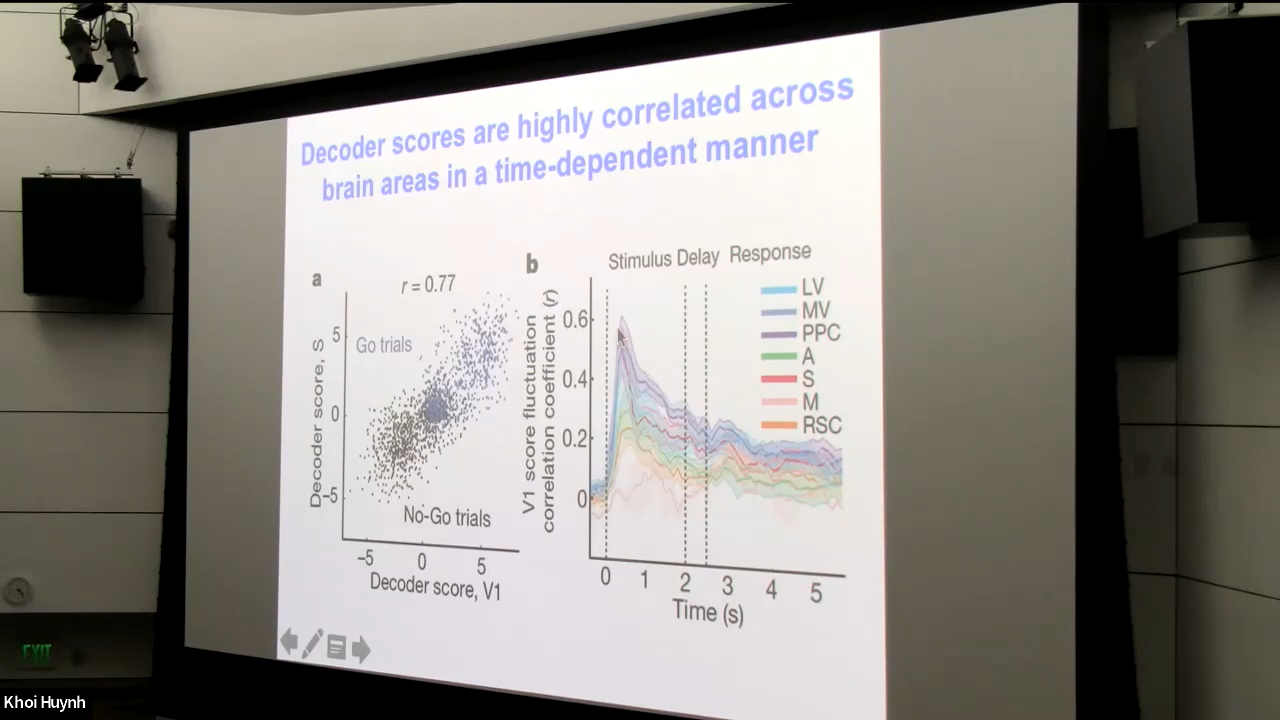 Decoder scores are highly correlated across
brain areas in a time-dependent manner
a
r = 0.77
Go trials
No-Go trials
Decoder score, S
5
0
−5
−5 0 5
Decoder score, V1
b
Stimulus Delay Response
V1 score fluctuation
correlation coefficient (r)
0.6
0.4
0.2
0
LV
MV
PPC
A
S
M
RSC
0 1 2 3 4 5
Time (s)
EXIT
Khoi Huynh